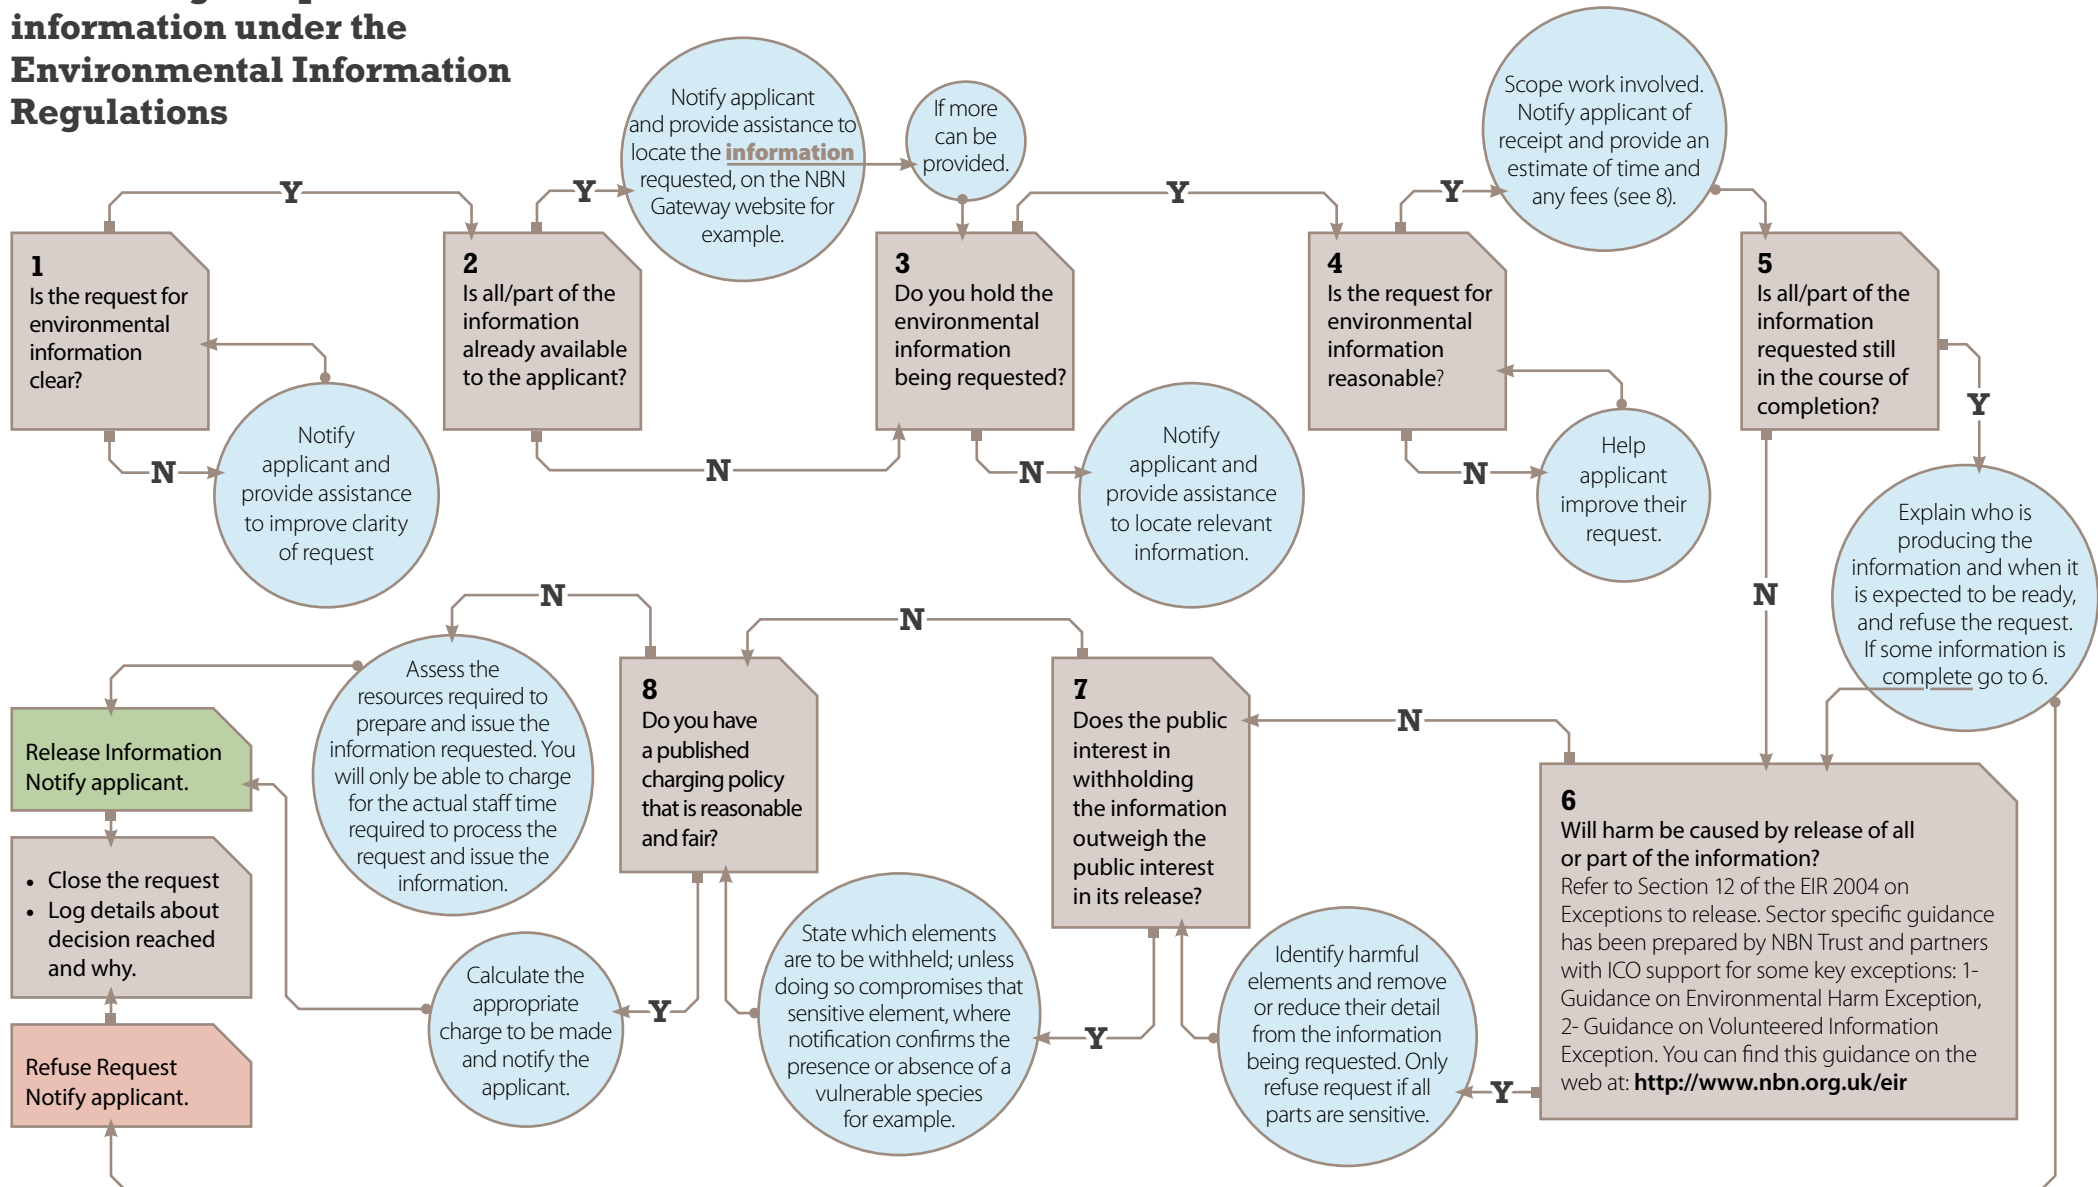 information under the
Environmental Information
Regulations
Y
1
Is the request for
environmental
information
clear?
N
Notify
applicant and
provide assistance
to improve clarity
of request
2
Is all/part of the
information
already available
to the applicant?
Y
Notify applicant
and provide assistance to
locate the information
requested, on the NBN
Gateway website for
example.
If more
can be
provided.
N
3
Do you hold the
environmental
information
being requested?
N
Notify
applicant and
provide assistance
to locate relevant
information.
Y
4
Is the request for
environmental
information
reasonable?
N
Help
applicant
improve their
request.
Y
Scope work involved.
Notify applicant of
receipt and provide an
estimate of time and
any fees (see 8).
5
Is all/part of the
information
requested still
in the course of
completion?
Y
Explain who is
producing the
information and when it
is expected to be ready,
and refuse the request.
If some information is
complete go to 6.
N
6
Will harm be caused by release of all
or part of the information?
Refer to Section 12 of the EIR 2004 on
Exceptions to release. Sector specific guidance
has been prepared by NBN Trust and partners
with ICO support for some key exceptions: 1-
Guidance on Environmental Harm Exception,
2- Guidance on Volunteered Information
Exception. You can find this guidance on the
web at: http://www.nbn.org.uk/eir
Y
Identify harmful
elements and remove
or reduce their detail
from the information
being requested. Only
refuse request if all
parts are sensitive.
N
7
Does the public
interest in
withholding
the information
outweigh the
public interest
in its release?
Y
State which elements
are to be withheld; unless
doing so compromises that
sensitive element, where
notification confirms the
presence or absence of a
vulnerable species
for example.
N
8
Do you have
a published
charging policy
that is reasonable
and fair?
Y
Calculate the
appropriate
charge to be made
and notify the
applicant.
N
Assess the
resources required to
prepare and issue the
information requested. You
will only be able to charge
for the actual staff time
required to process the
request and issue the
information.
Release Information
Notify applicant.
• Close the request
• Log details about
decision reached
and why.
Refuse Request
Notify applicant.